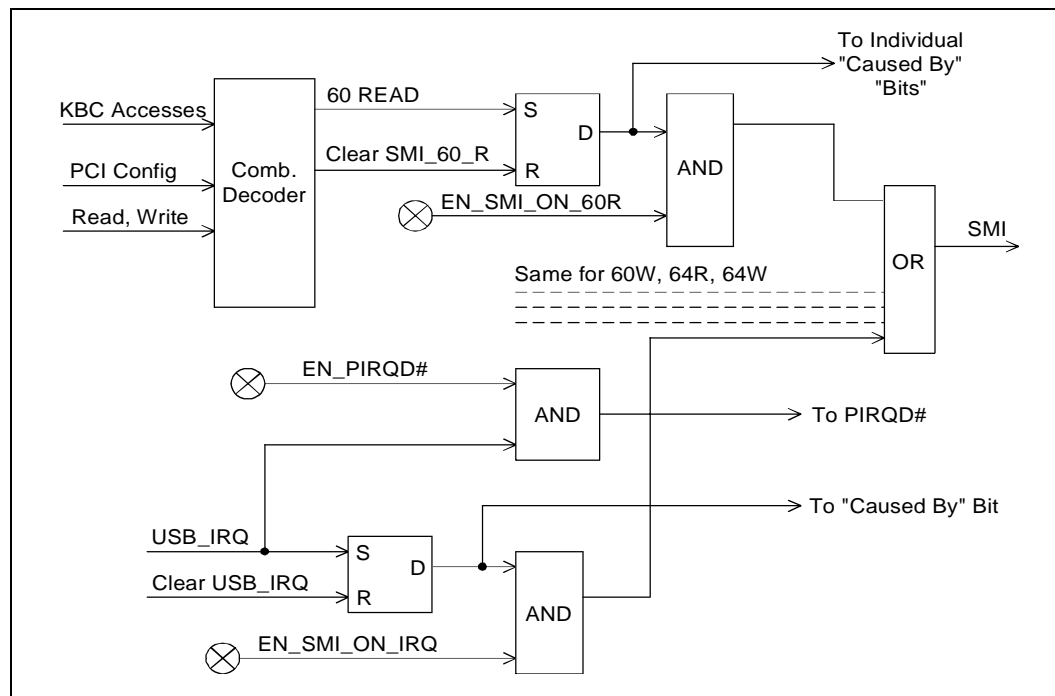 To Individual
"Caused By"
"Bits"
KBC Accesses
60 READ
S
D
AND
PCI Config
Comb.
Decoder
Clear SMI_60_R
R
Read, Write
EN_SMI_ON_60R
SMI
OR
Same for 60W, 64R, 64W
EN_PIRQD#
AND
To PIRQD#
To "Caused By" Bit
USB_IRQ
S
D
AND
Clear USB_IRQ
R
EN_SMI_ON_IRQ